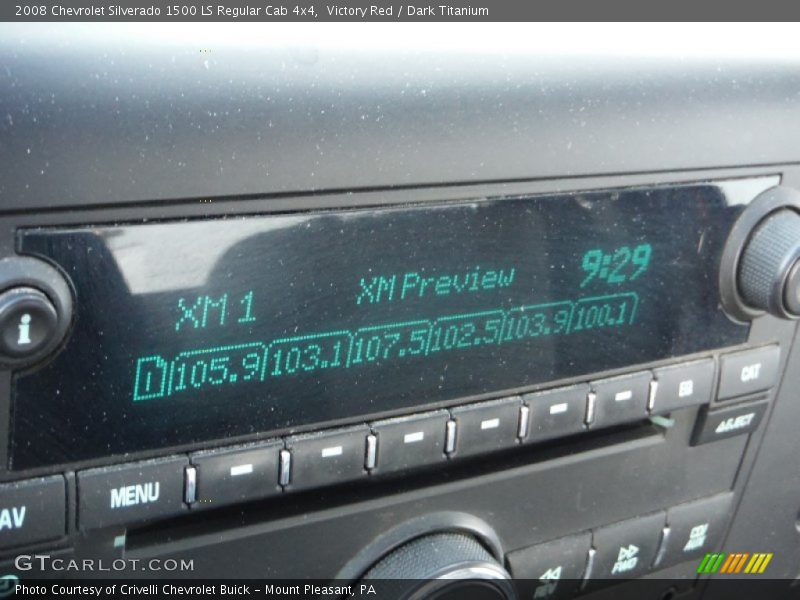 2008 Chevrolet Silverado 1500 LS Regular Cab 4x4,  Victory Red / Dark Titanium
XM 1 XM Preview 9:29
1 105.9 103.1 107.5 102.5 103.9 100.1
i
CAT
EJECT
MENU
AV
FWD
GTCARLOT.COM
Photo Courtesy of Crivelli Chevrolet Buick - Mount Pleasant, PA